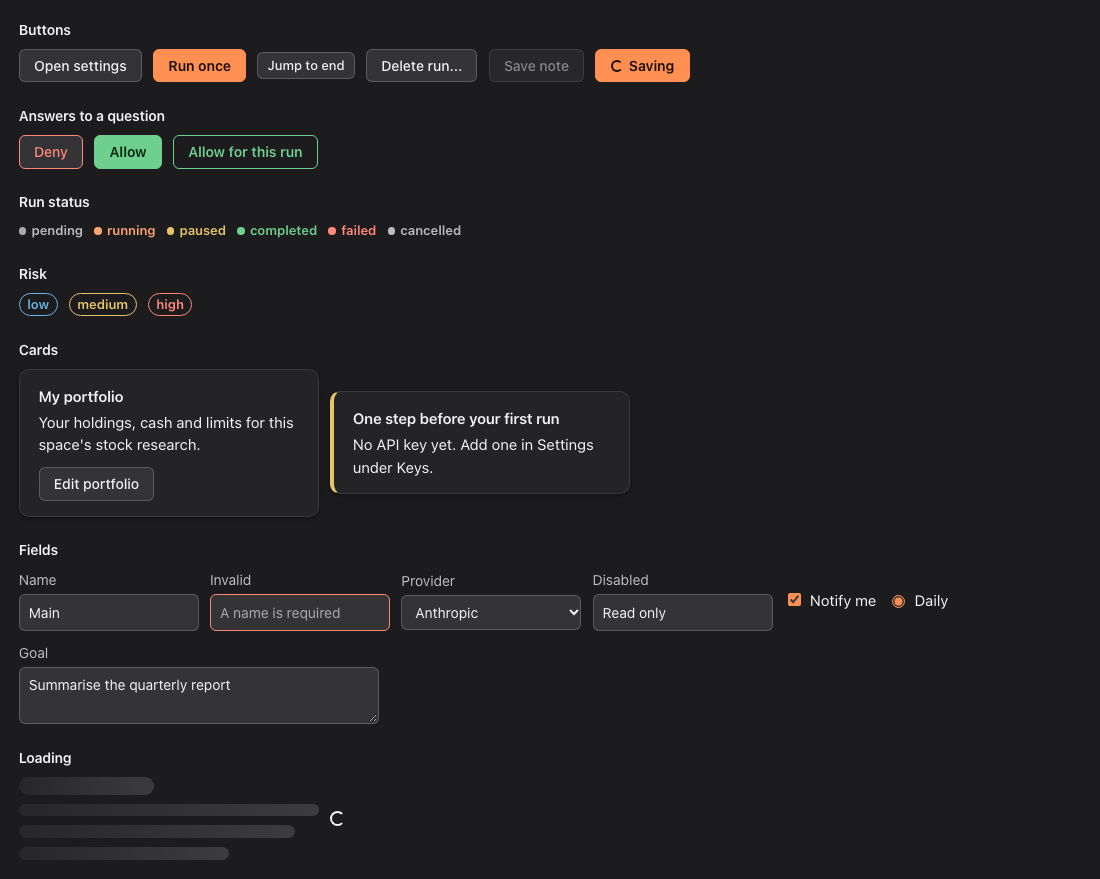 Buttons
Open settings Run once Jump to end Delete run... Save note Saving
Answers to a question
Deny Allow Allow for this run
Run status
pending running paused completed failed cancelled
Risk
low medium high
Cards
My portfolio
Your holdings, cash and limits for this
space's stock research.
Edit portfolio
One step before your first run
No API key yet. Add one in Settings
under Keys.
Fields
Name Invalid Provider Disabled
Main A name is required Anthropic Read only Notify me Daily
Goal
Summarise the quarterly report
Loading